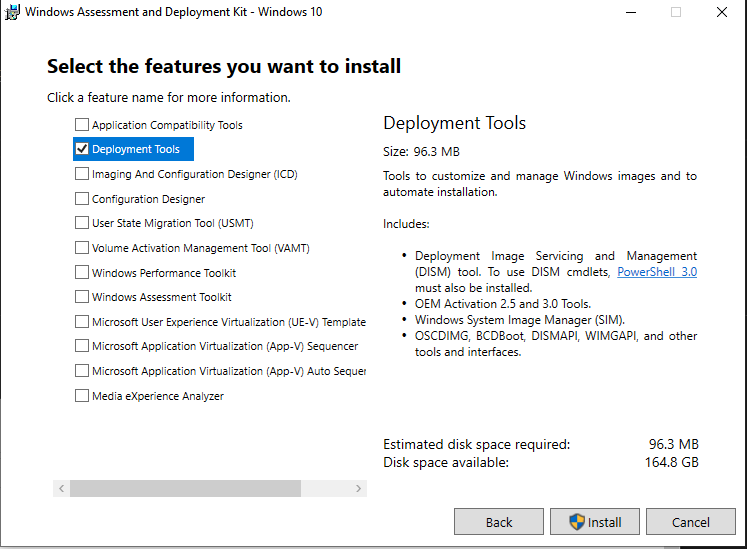 Windows Assessment and Deployment Kit - Windows 10
Select the features you want to install
Click a feature name for more information.
Application Compatibility Tools
Deployment Tools
Imaging And Configuration Designer (ICD)
Configuration Designer
User State Migration Tool (USMT)
Volume Activation Management Tool (VAMT)
Windows Performance Toolkit
Windows Assessment Toolkit
Microsoft User Experience Virtualization (UE-V) Template
Microsoft Application Virtualization (App-V) Sequencer
Microsoft Application Virtualization (App-V) Auto Sequer
Media eXperience Analyzer
Deployment Tools
Size: 96.3 MB
Tools to customize and manage Windows images and to
automate installation.
Includes:
• Deployment Image Servicing and Management
(DISM) tool. To use DISM cmdlets, PowerShell 3.0
must also be installed.
• OEM Activation 2.5 and 3.0 Tools.
• Windows System Image Manager (SIM).
• OSCDIMG, BCDBoot, DISMAPI, WIMGAPI, and other
tools and interfaces.
Estimated disk space required: 96.3 MB
Disk space available: 164.8 GB
Back
Install
Cancel